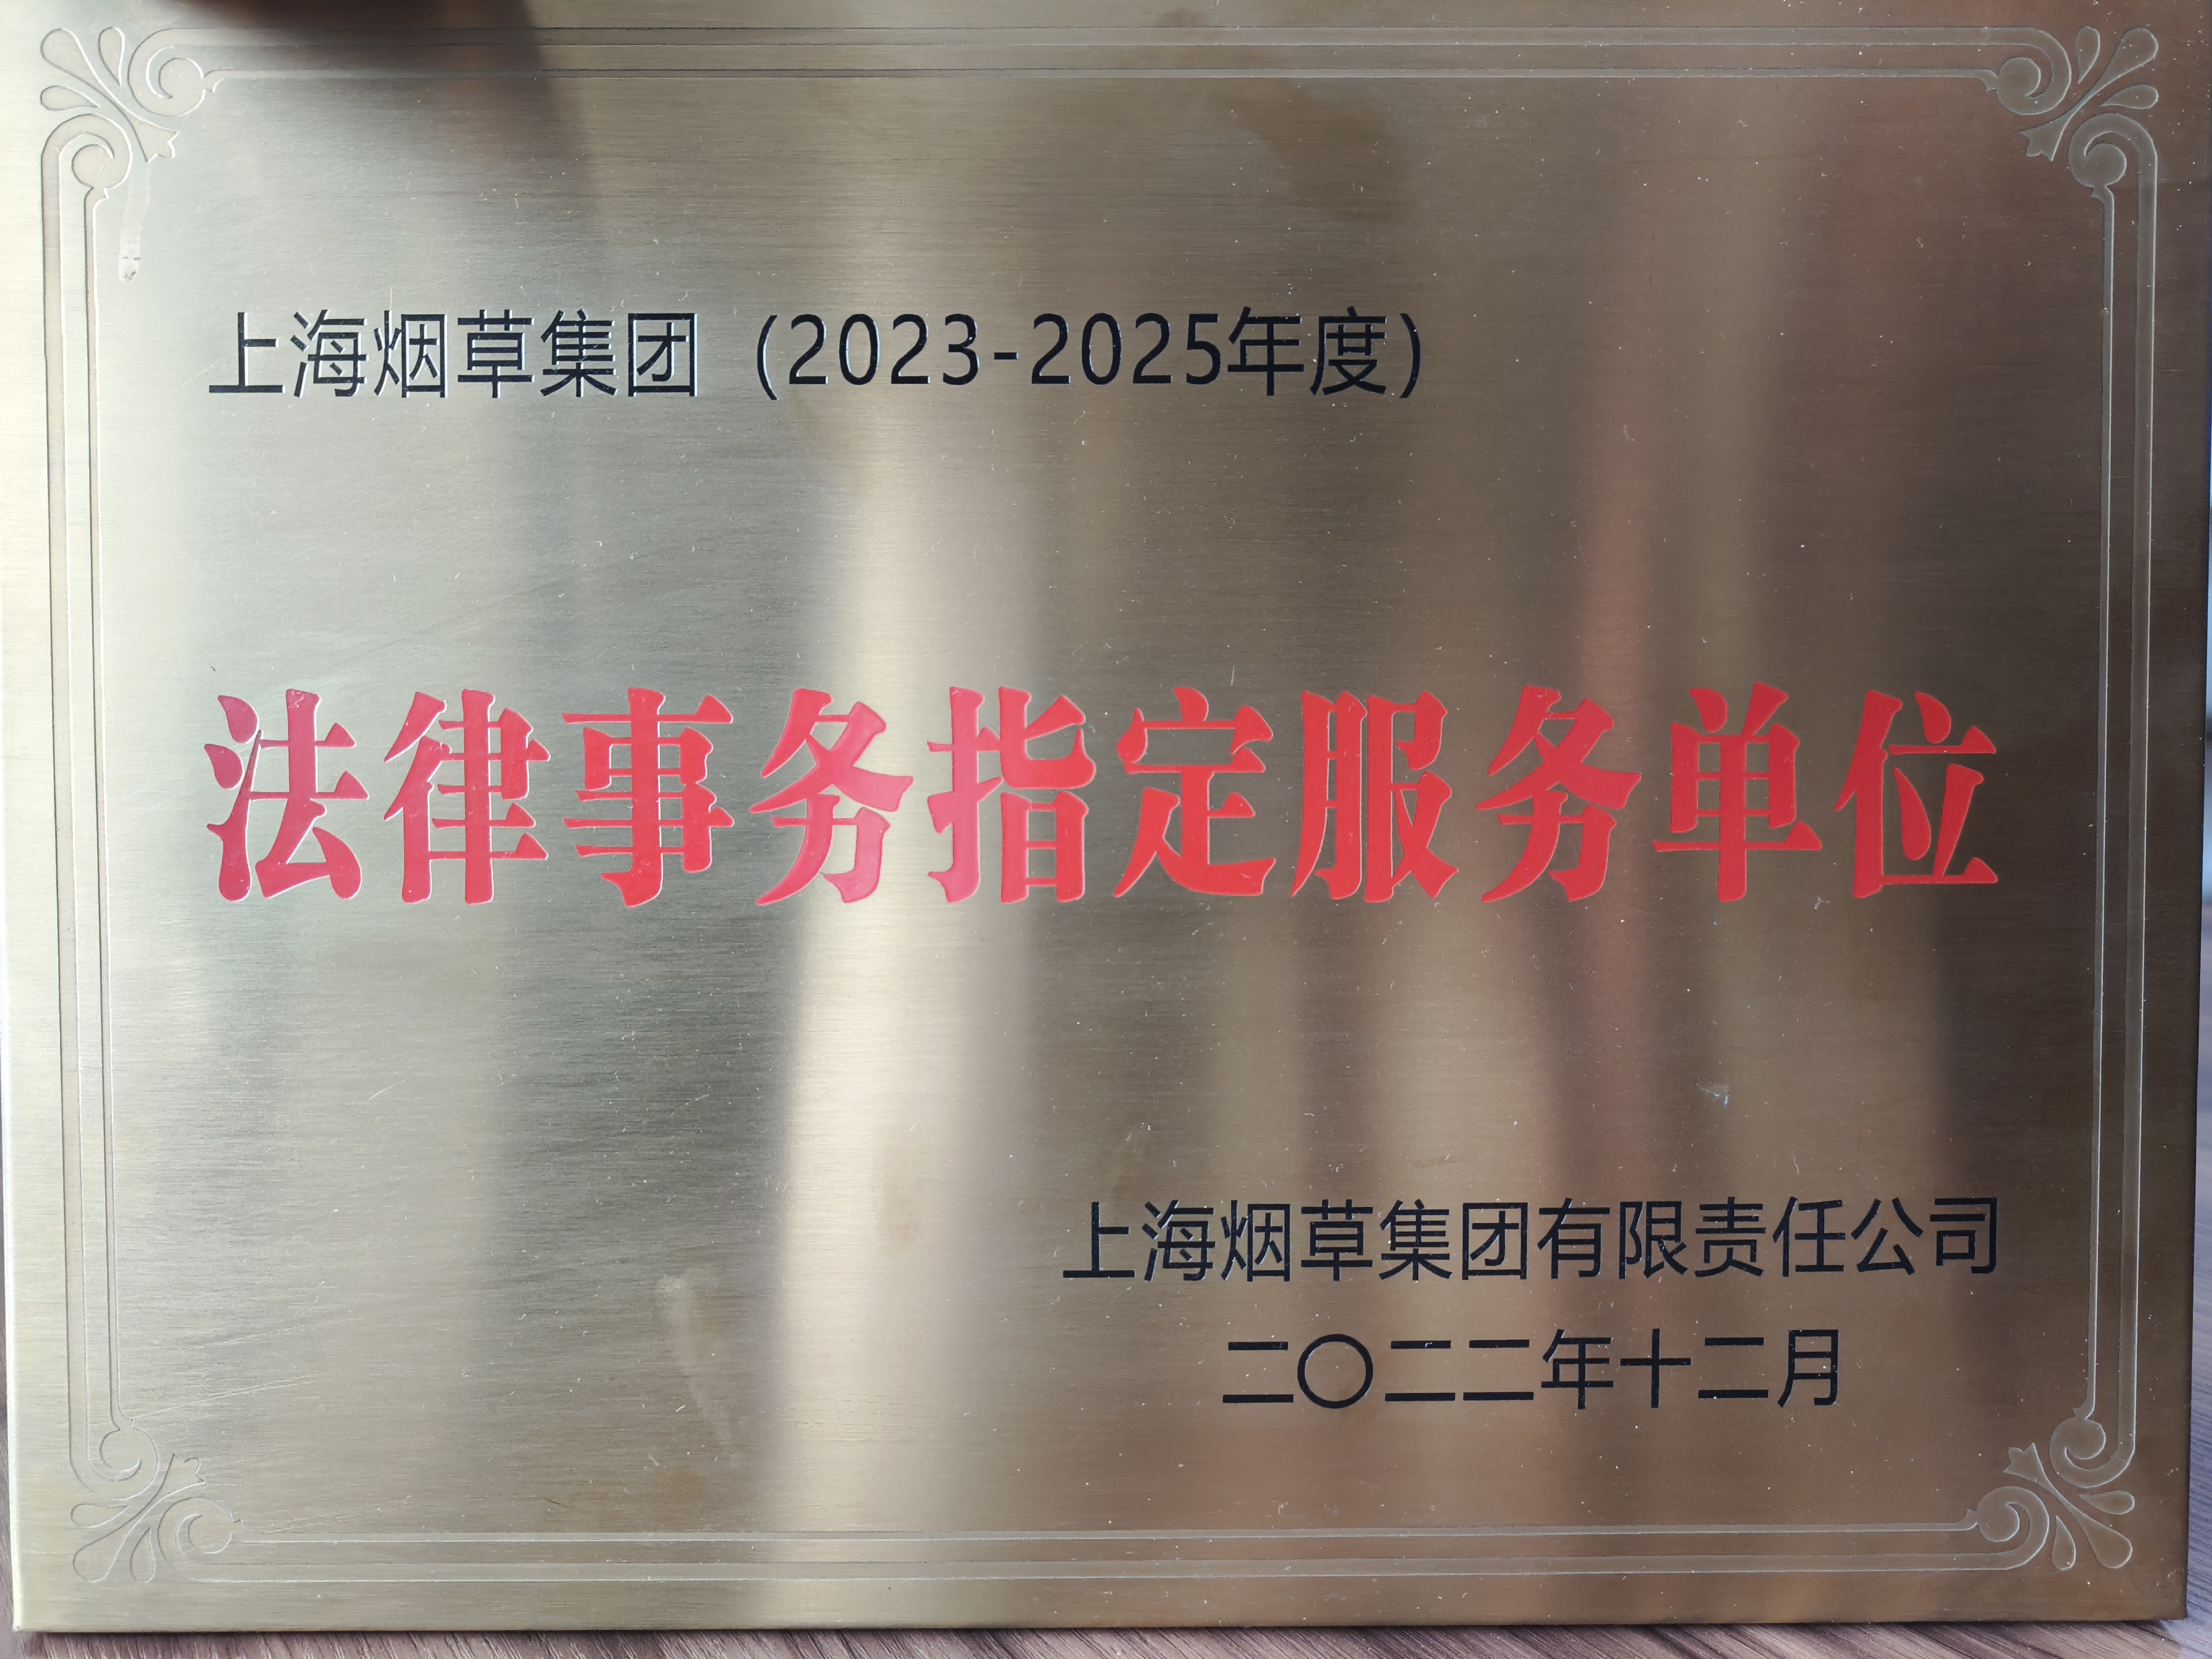 上海烟草集团（2023-2025年度）
法律事务指定服务单位
上海烟草集团有限责任公司
二〇二二年十二月